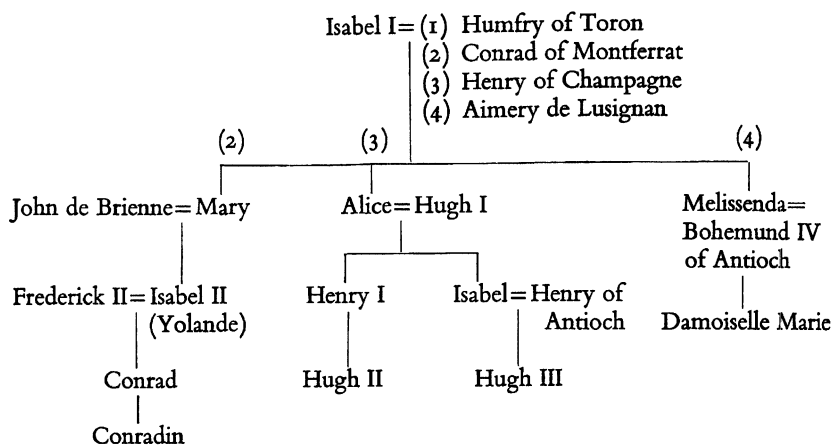 Isabel I=(1) Humfry of Toron
(2) Conrad of Montferrat
(3) Henry of Champagne
(4) Aimery de Lusignan
(2) (3) (4)
John de Brienne=Mary Alice=Hugh I Melissenda=
Bohemund IV
of Antioch
Frederick II=Isabel II Henry I Isabel=Henry of Damoiselle Marie
(Yolande) Antioch
Conrad Hugh II Hugh III
Conradin